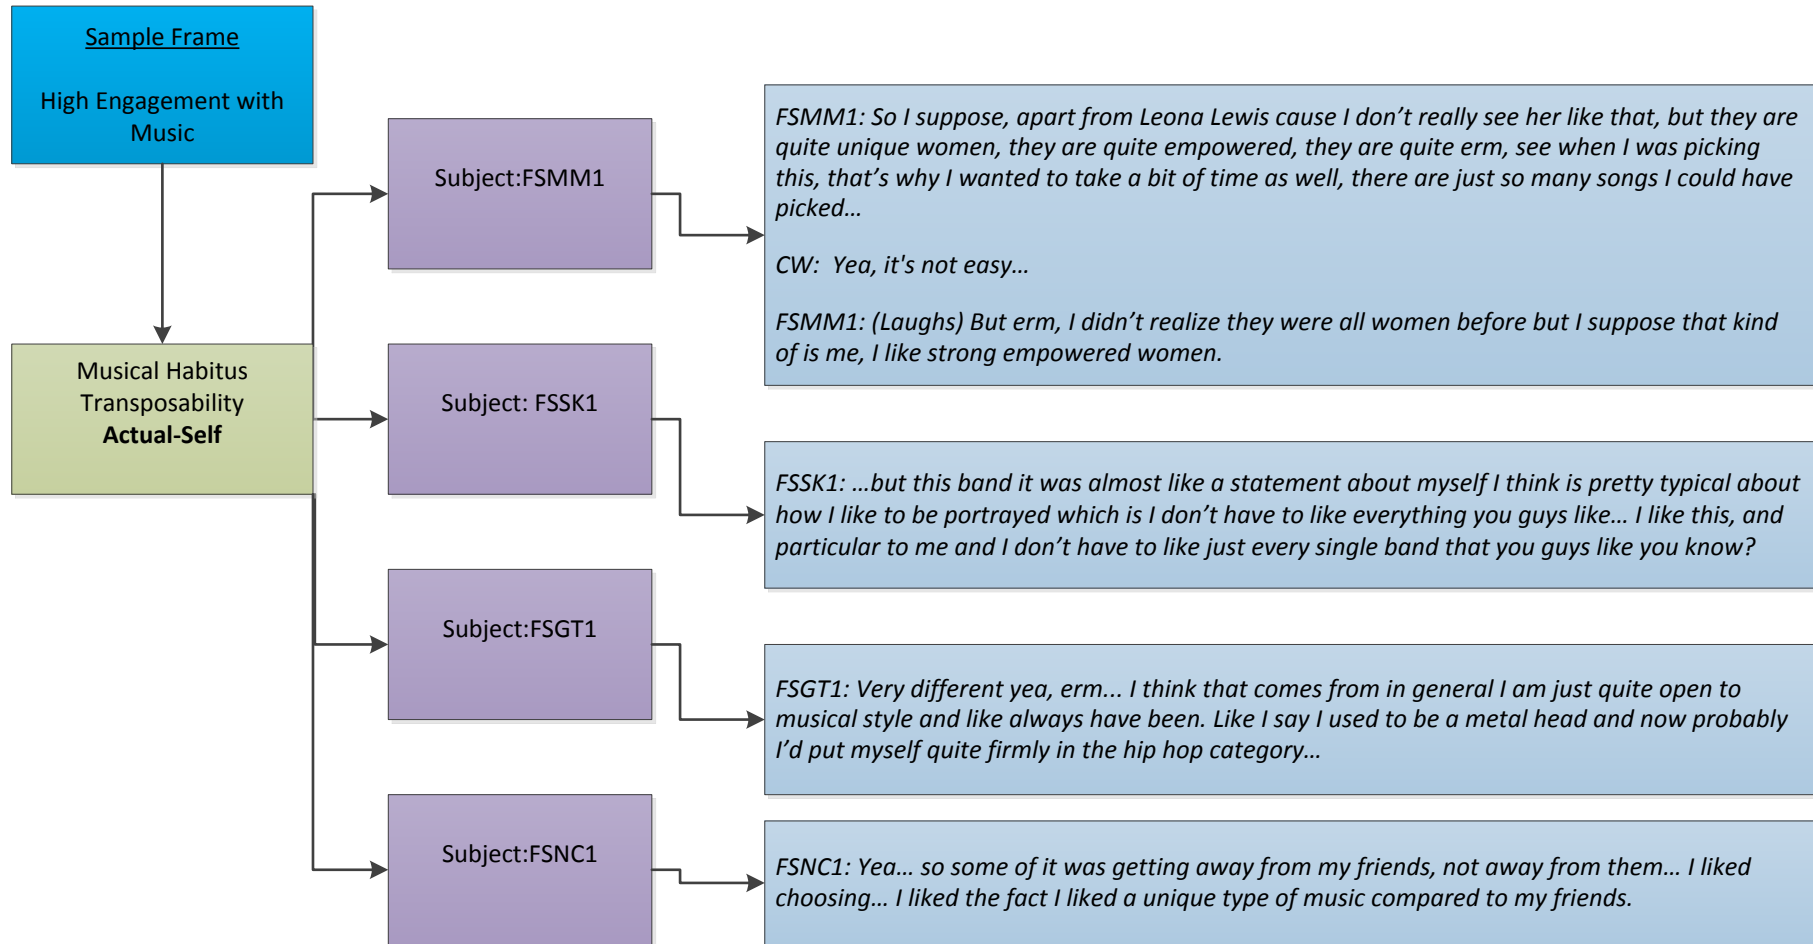 Sample Frame
High Engagement with
Music
Musical Habitus
Transposability
Actual-Self
Subject:FSMM1
FSMM1: So I suppose, apart from Leona Lewis cause I don’t really see her like that, but they are
quite unique women, they are quite empowered, they are quite erm, see when I was picking
this, that’s why I wanted to take a bit of time as well, there are just so many songs I could have
picked…
CW:  Yea, it's not easy…
FSMM1: (Laughs) But erm, I didn’t realize they were all women before but I suppose that kind
of is me, I like strong empowered women.
Subject: FSSK1
FSSK1: …but this band it was almost like a statement about myself I think is pretty typical about
how I like to be portrayed which is I don’t have to like everything you guys like… I like this, and
particular to me and I don’t have to like just every single band that you guys like you know?
Subject:FSGT1
FSGT1: Very different yea, erm... I think that comes from in general I am just quite open to
musical style and like always have been. Like I say I used to be a metal head and now probably
I’d put myself quite firmly in the hip hop category…
Subject:FSNC1
FSNC1: Yea… so some of it was getting away from my friends, not away from them… I liked
choosing… I liked the fact I liked a unique type of music compared to my friends.